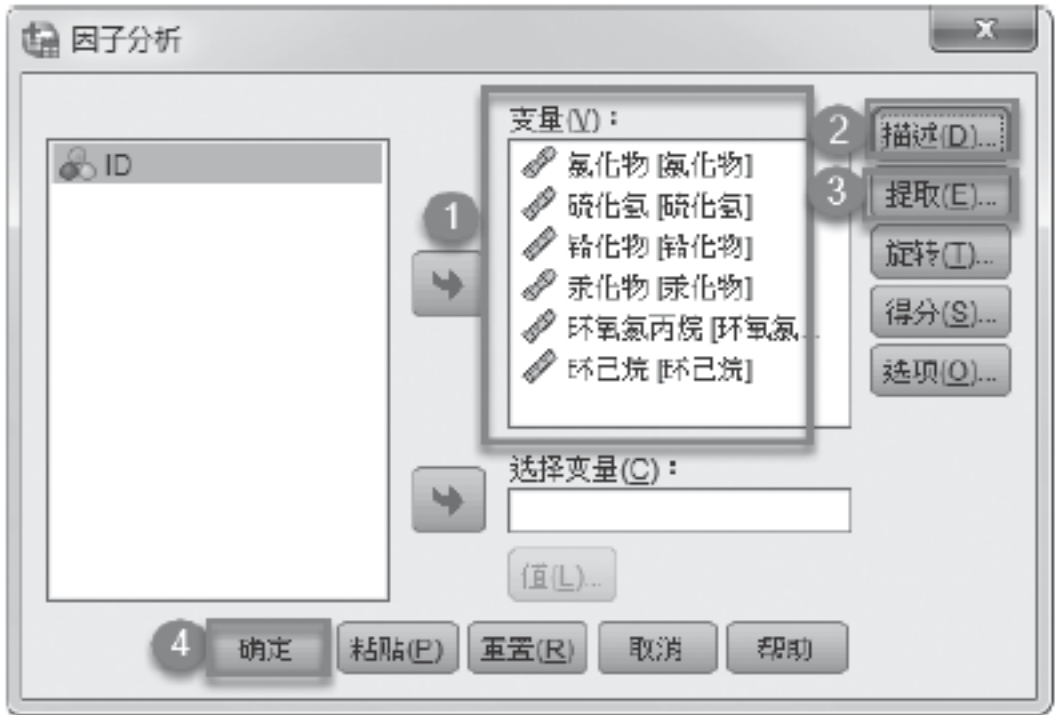 因子分析
ID
变量(V)：
氯化物 [氯化物]
硫化氢 [硫化氢]
铬化物 [铬化物]
汞化物 [汞化物]
环氧氯丙烷 [环氧氯...
环己烷 [环己烷]
1
2 描述(D)...
3 提取(E)...
旋转(T)...
得分(S)...
选项(O)...
选择变量(C)：
值(L)...
4 确定 粘贴(P) 重置(R) 取消 帮助